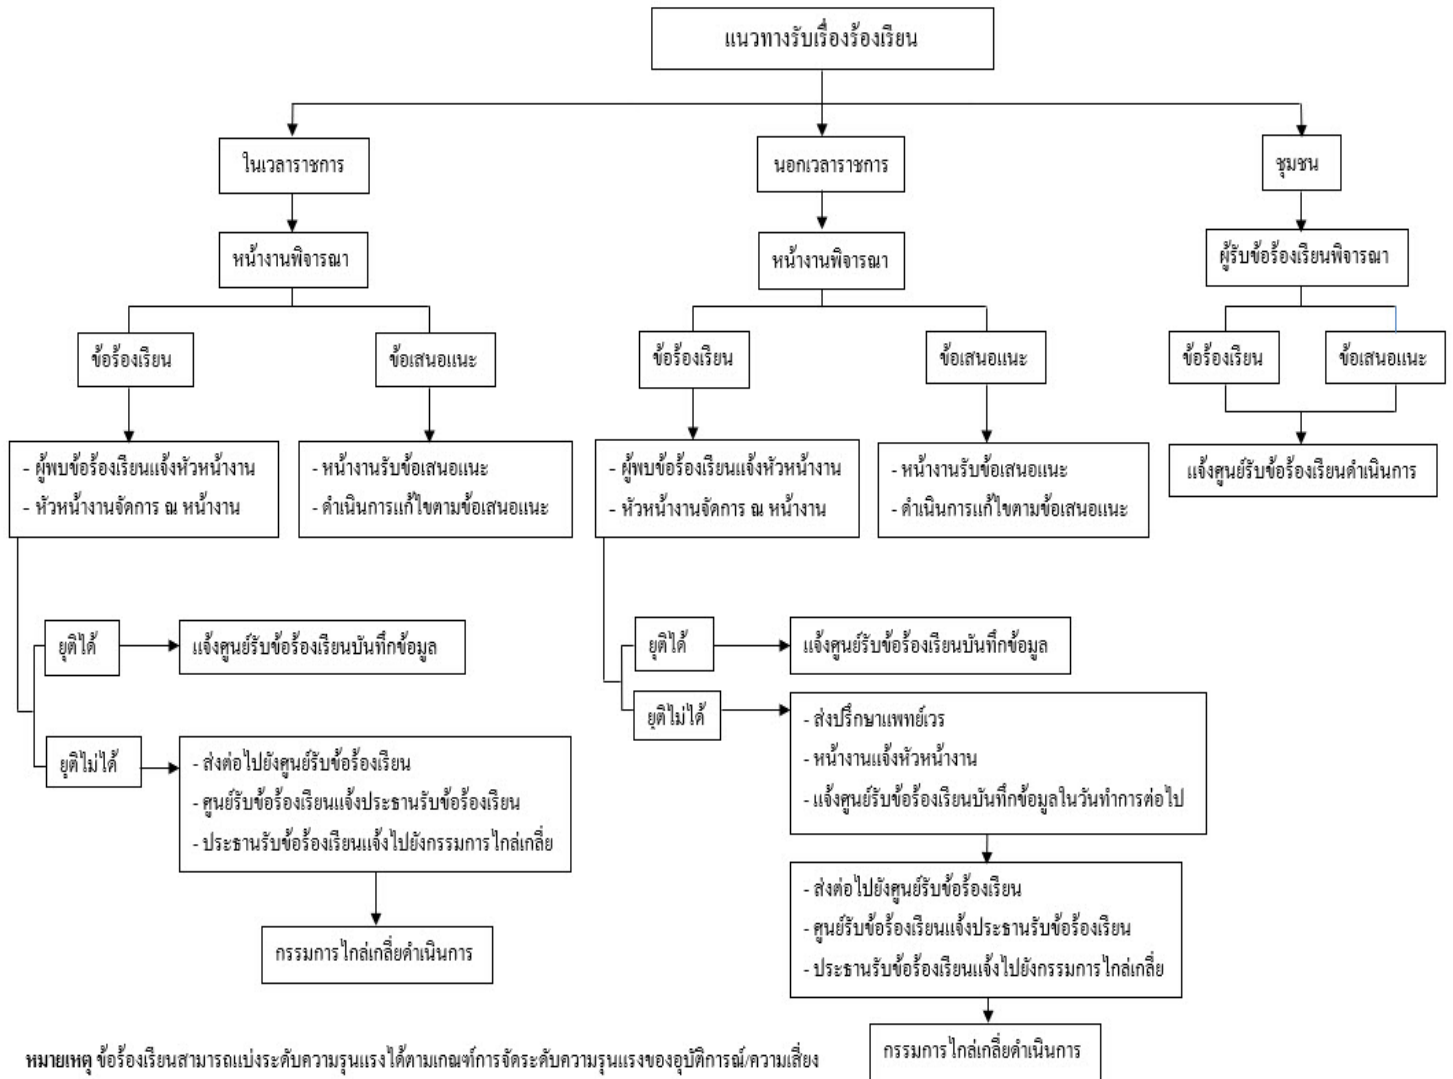 แนวทางรับเรื่องร้องเรียน
ในเวลาราชการ
นอกเวลาราชการ
ชุมชน
หน้างานพิจารณา
หน้างานพิจารณา
ผู้รับข้อร้องเรียนพิจารณา
ข้อร้องเรียน
ข้อเสนอแนะ
ข้อร้องเรียน
ข้อเสนอแนะ
ข้อร้องเรียน
ข้อเสนอแนะ
- ผู้พบข้อร้องเรียนแจ้งหัวหน้างาน
- หัวหน้างานจัดการ ณ หน้างาน
- หน้างานรับข้อเสนอแนะ
- ดำเนินการแก้ไขตามข้อเสนอแนะ
- ผู้พบข้อร้องเรียนแจ้งหัวหน้างาน
- หัวหน้างานจัดการ ณ หน้างาน
- หน้างานรับข้อเสนอแนะ
- ดำเนินการแก้ไขตามข้อเสนอแนะ
แจ้งศูนย์รับข้อร้องเรียนดำเนินการ
ยุติได้
แจ้งศูนย์รับข้อร้องเรียนบันทึกข้อมูล
ยุติไม่ได้
- ส่งต่อไปยังศูนย์รับข้อร้องเรียน
- ศูนย์รับข้อร้องเรียนแจ้งประธานรับข้อร้องเรียน
- ประธานรับข้อร้องเรียนแจ้งไปยังกรรมการไกล่เกลี่ย
กรรมการไกล่เกลี่ยดำเนินการ
ยุติได้
แจ้งศูนย์รับข้อร้องเรียนบันทึกข้อมูล
ยุติไม่ได้
- ส่งปรึกษาแพทย์เวร
- หน้างานแจ้งหัวหน้างาน
- แจ้งศูนย์รับข้อร้องเรียนบันทึกข้อมูลในวันทำการต่อไป
- ส่งต่อไปยังศูนย์รับข้อร้องเรียน
- ศูนย์รับข้อร้องเรียนแจ้งประธานรับข้อร้องเรียน
- ประธานรับข้อร้องเรียนแจ้งไปยังกรรมการไกล่เกลี่ย
กรรมการไกล่เกลี่ยดำเนินการ
หมายเหตุ ข้อร้องเรียนสามารถแบ่งระดับความรุนแรงได้ตามเกณฑ์การจัดระดับความรุนแรงของอุบัติการณ์/ความเสี่ยง